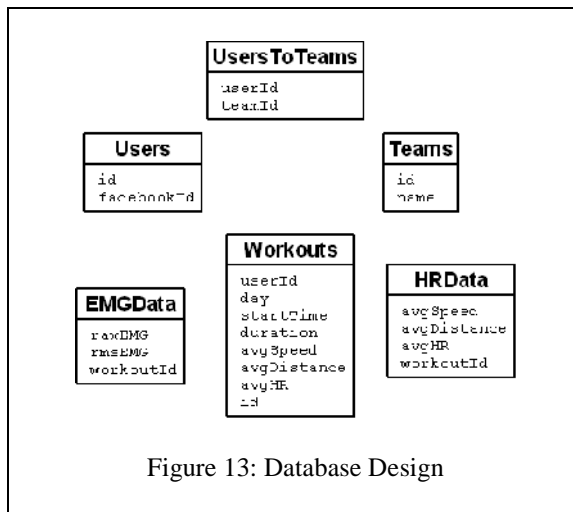 UsersToTeams
userId
teamId
Users
id
facebookId
Teams
id
name
Workouts
userId
day
startTime
duration
avgSpeed
avgDistance
avgHR
id
EMGData
rmsEMG
workoutId
HRData
avgSpeed
avgDistance
avgHR
workoutId
Figure 13: Database Design